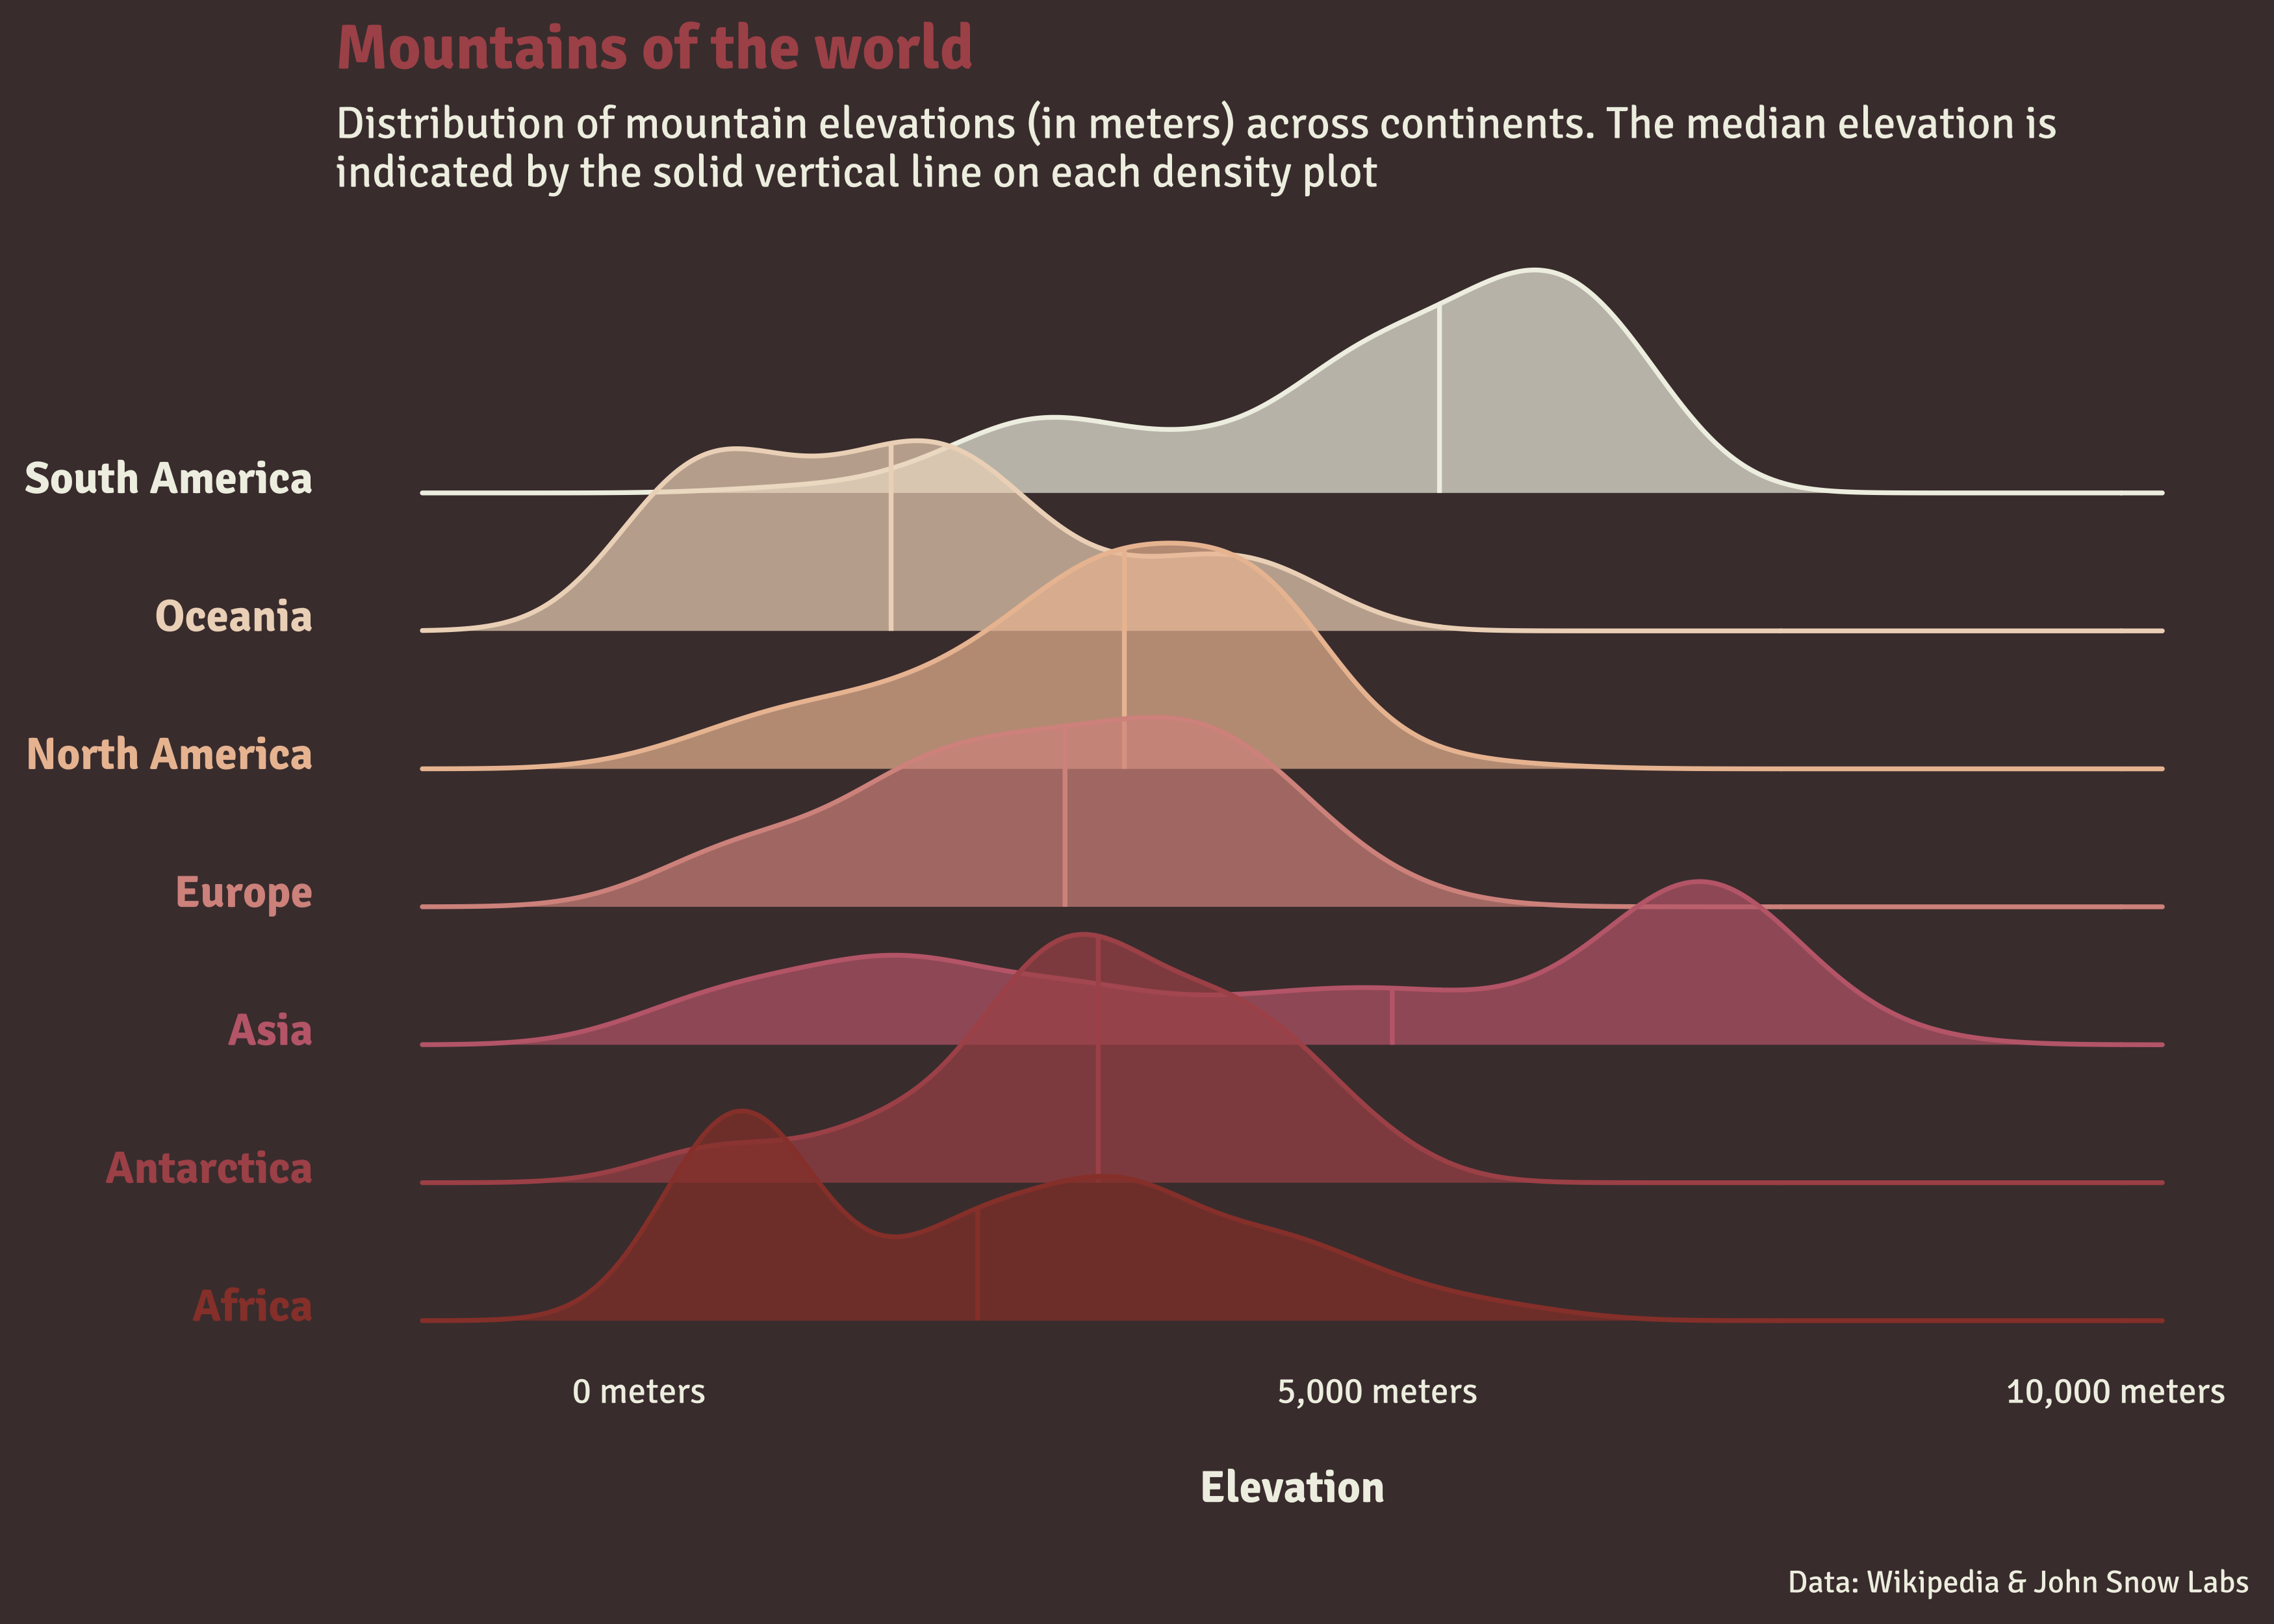 Mountains of the world
Distribution of mountain elevations (in meters) across continents. The median elevation is
indicated by the solid vertical line on each density plot
South America
Oceania
North America
Europe
Asia
Antarctica
Africa
0 meters
5,000 meters
10,000 meters
Elevation
Data: Wikipedia & John Snow Labs